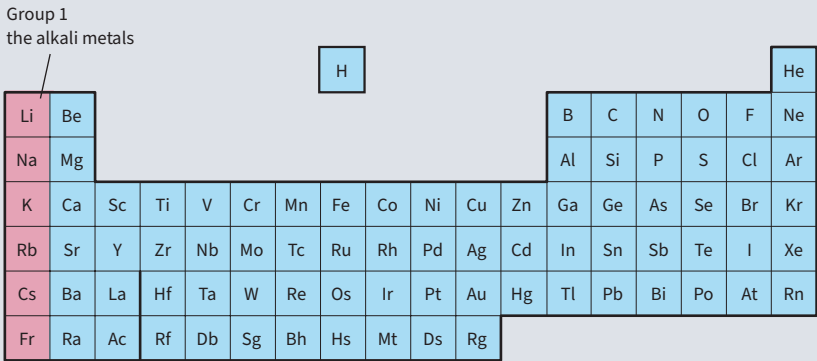 Group 1
the alkali metals
H He
Li Be B C N O F Ne
Na Mg Al Si P S Cl Ar
K Ca Sc Ti V Cr Mn Fe Co Ni Cu Zn Ga Ge As Se Br Kr
Rb Sr Y Zr Nb Mo Tc Ru Rh Pd Ag Cd In Sn Sb Te I Xe
Cs Ba La Hf Ta W Re Os Ir Pt Au Hg Tl Pb Bi Po At Rn
Fr Ra Ac Rf Db Sg Bh Hs Mt Ds Rg